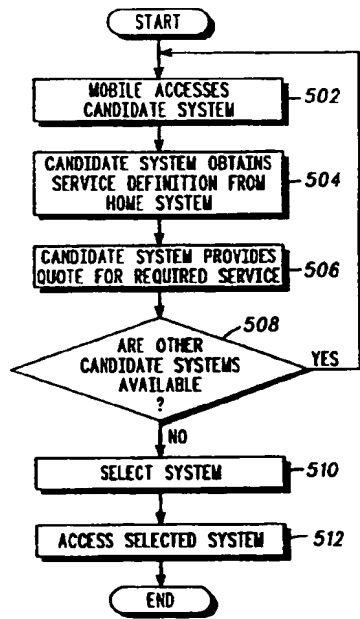 START
MOBILE ACCESSES
CANDIDATE SYSTEM
502
CANDIDATE SYSTEM OBTAINS
SERVICE DEFINITION FROM
HOME SYSTEM
504
CANDIDATE SYSTEM PROVIDES
QUOTE FOR REQUIRED SERVICE
506
508
ARE OTHER
CANDIDATE SYSTEMS
AVAILABLE
?
YES
NO
SELECT SYSTEM
510
ACCESS SELECTED SYSTEM
512
END